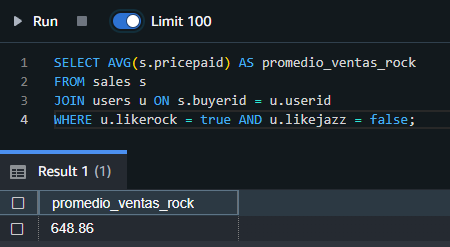 Run
Limit 100
1 SELECT AVG(s.pricepaid) AS promedio_ventas_rock
2 FROM sales s
3 JOIN users u ON s.buyerid = u.userid
4 WHERE u.likerock = true AND u.likejazz = false;
Result 1 (1)
promedio_ventas_rock
648.86